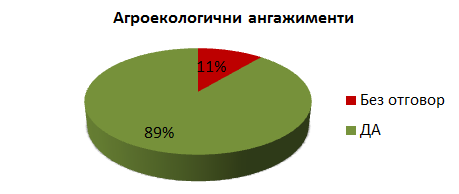 Агроекологични ангажименти
11%
Без отговор
ДА
89%